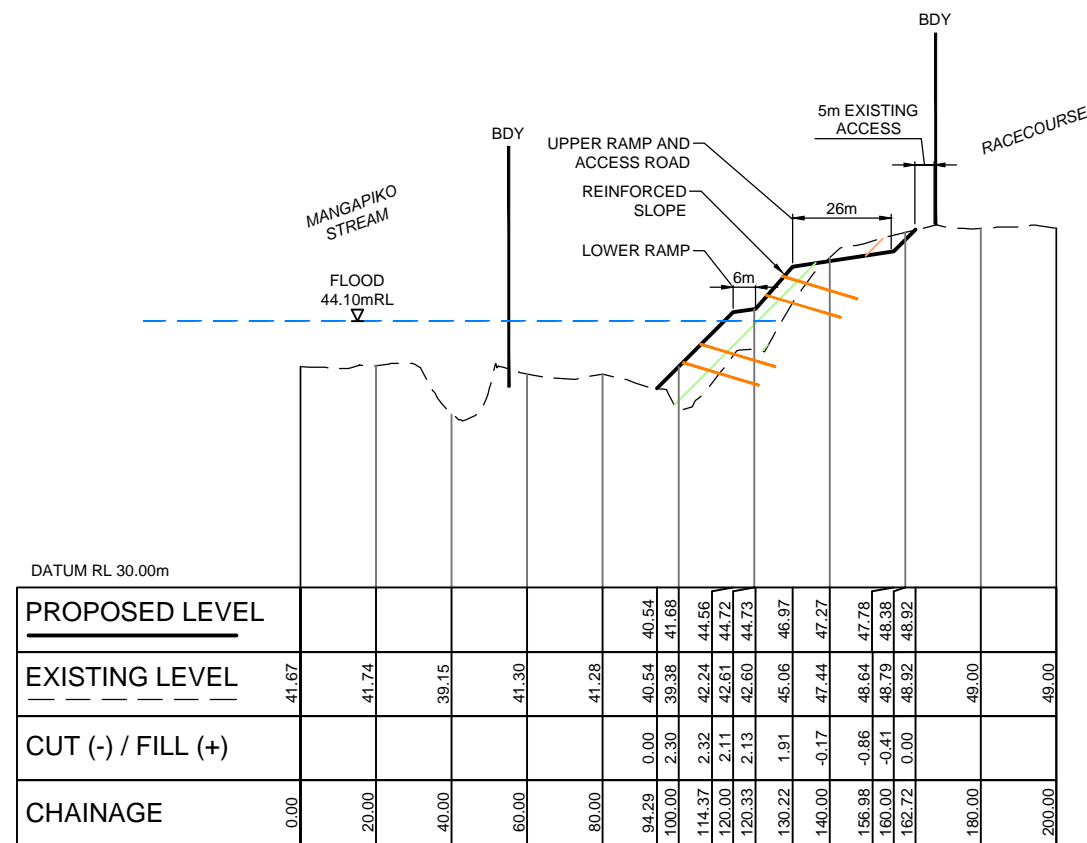 BDY
5m EXISTING
ACCESS
RACECOURSE
BDY
UPPER RAMP AND
ACCESS ROAD
REINFORCED
SLOPE
26m
MANGAPIKO
STREAM
LOWER RAMP
6m
FLOOD
44.10mRL
DATUM RL 30.00m
PROPOSED LEVEL 40.54 41.68 44.56 44.72 44.73 46.97 47.27 47.78 48.38 48.92
EXISTING LEVEL 41.67 41.74 39.15 41.30 41.28 40.54 39.38 42.24 42.61 42.60 45.06 47.44 48.64 48.79 48.92 49.00 49.00
CUT (-) / FILL (+) 0.00 2.30 2.32 2.11 2.13 1.91 -0.17 -0.86 -0.41 0.00
CHAINAGE 0.00 20.00 40.00 60.00 80.00 94.29 100.00 114.37 120.00 120.33 130.22 140.00 156.98 160.00 162.72 180.00 200.00